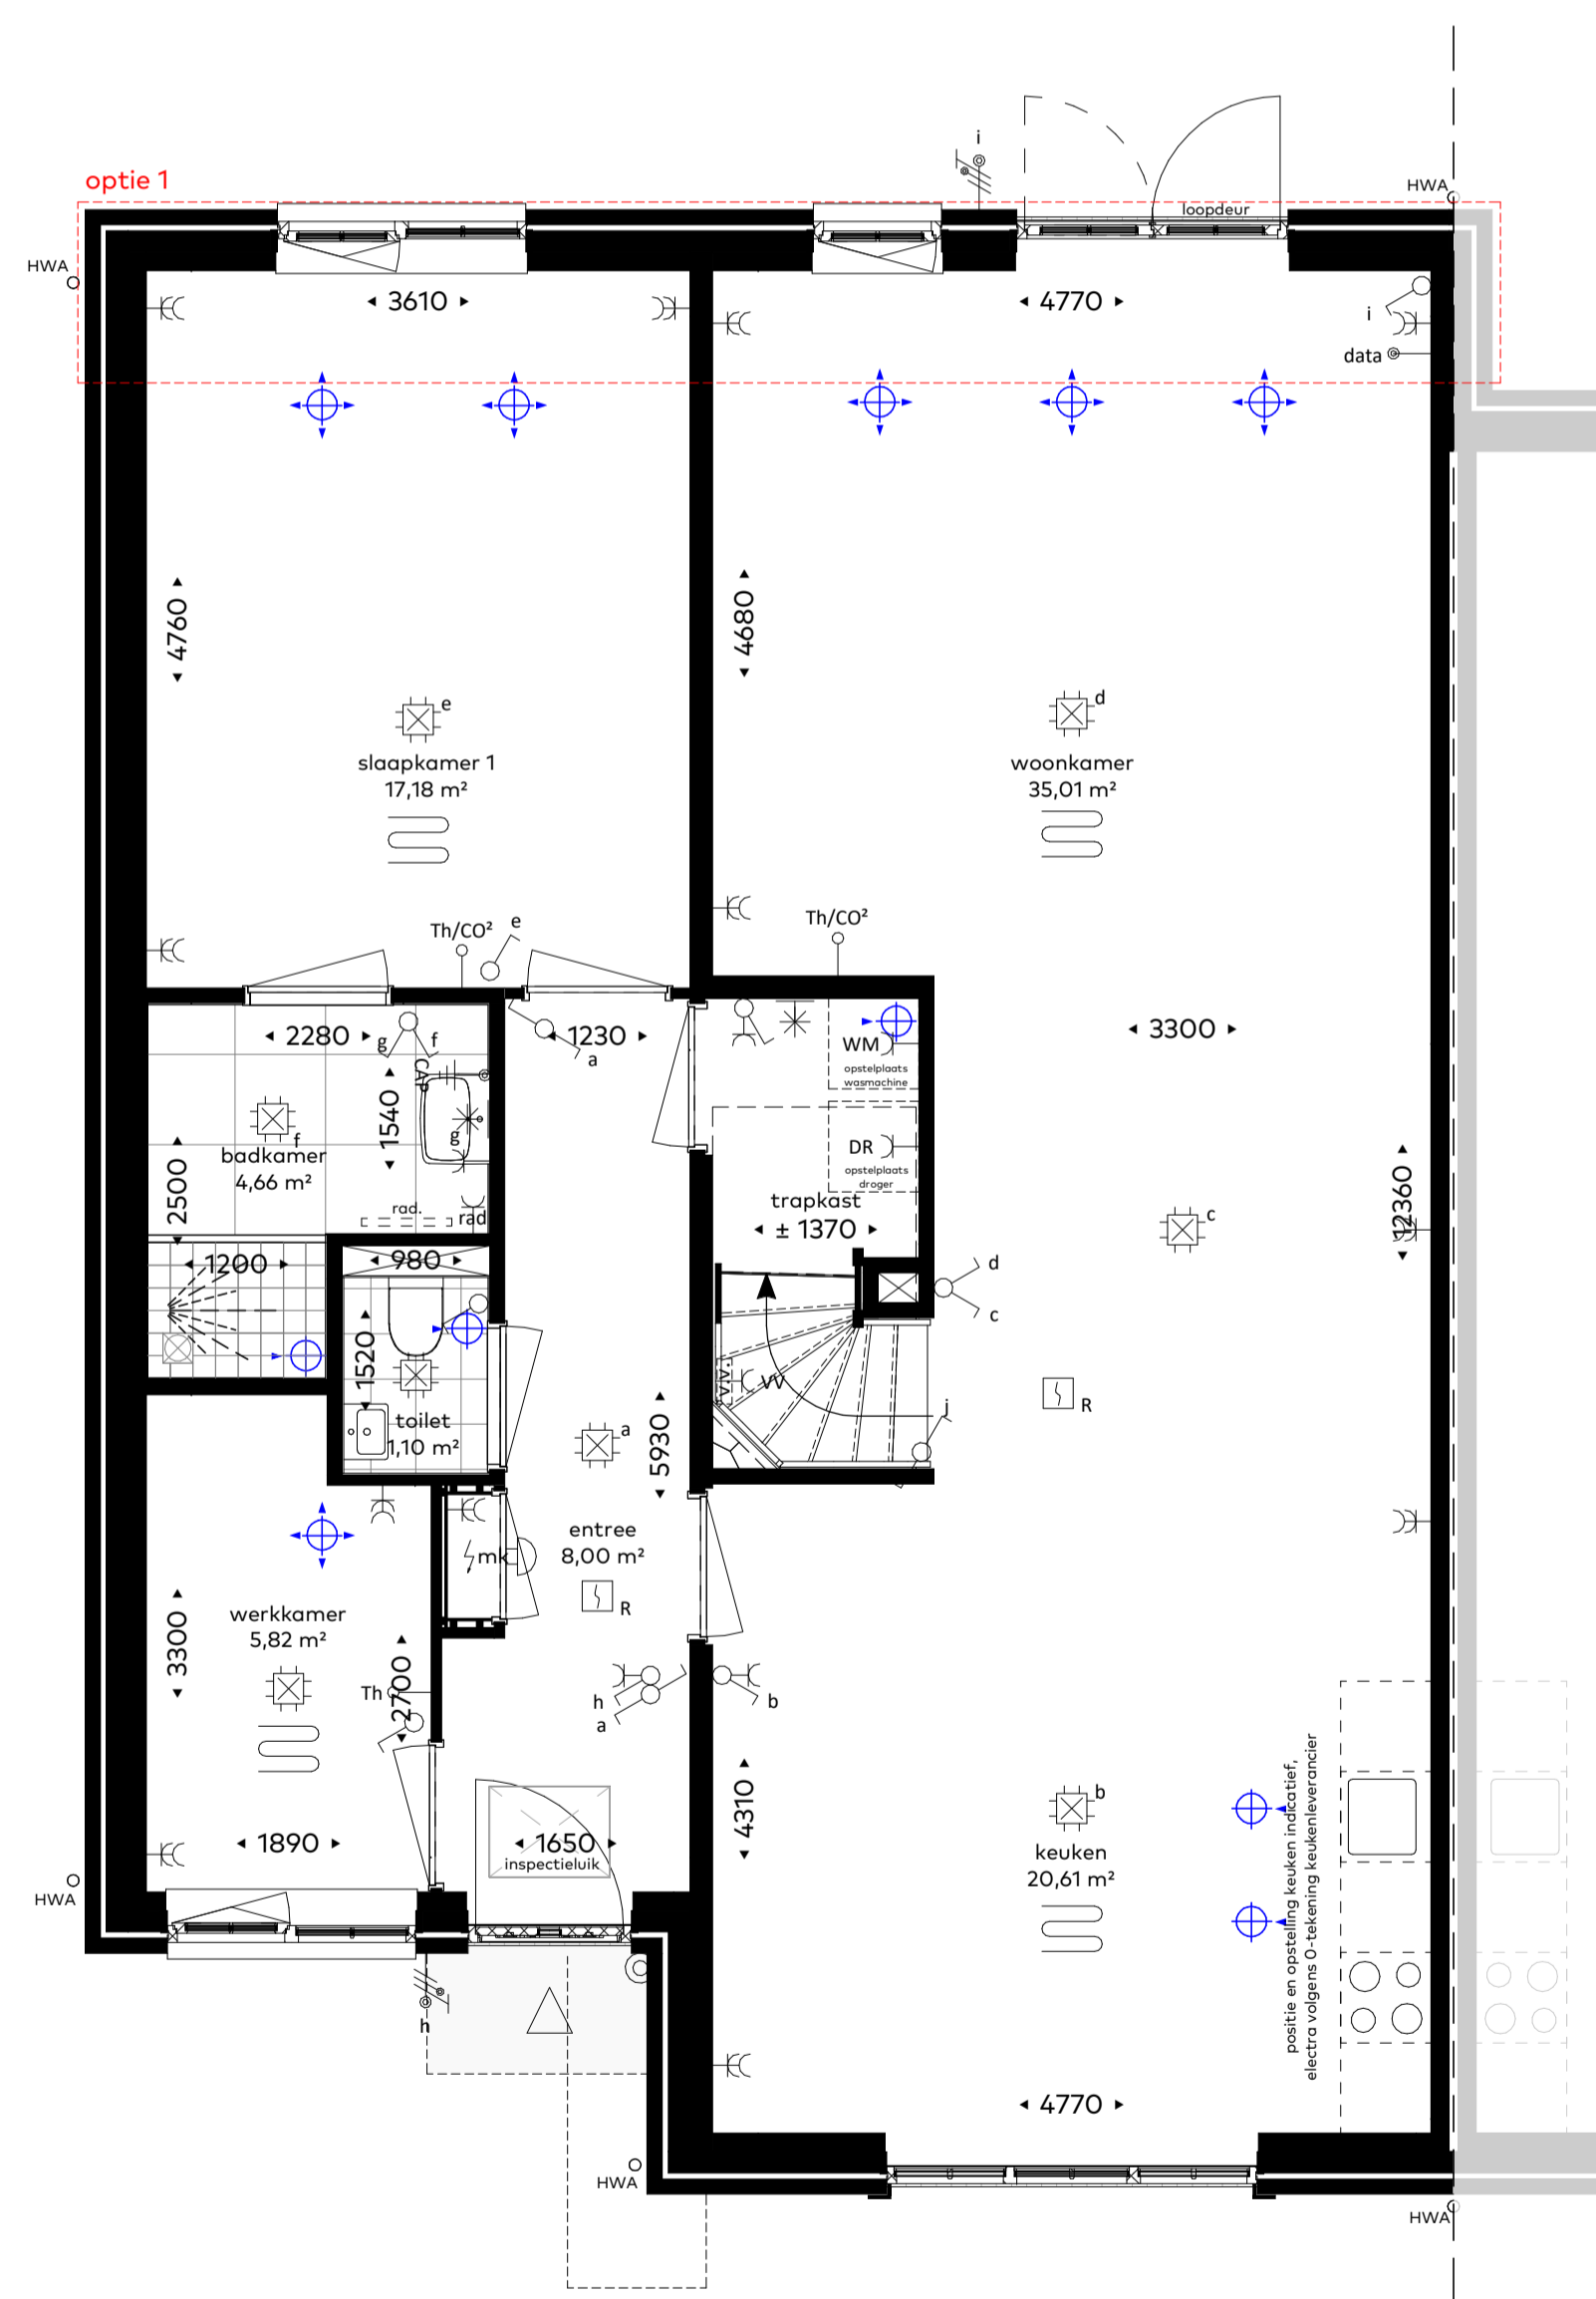 optie 1
i
HWA
loopdeur
HWA
3610
4770
i
data
4760
4680
e
slaapkamer 1
17,18 m²
d
woonkamer
35,01 m²
Th/CO²
e
Th/CO²
2280
1230
3300
g
f
a
CAP
WM
opstelplaats
wasmachine
1540
g
f
badkamer
4,66 m²
2500
DR
opstelplaats
droger
rad.
rad
trapkast
± 1370
c
12360
1200
980
d
c
1520
toilet
1,10 m²
v.v.
vv
j
R
a
5930
mk
entree
8,00 m²
R
werkkamer
5,82 m²
3300
Th
2700
h
a
b
1890
1650
inspectieluik
4310
b
keuken
20,61 m²
positie en opstelling keuken indicatief,
electra volgens 0-tekening keukenleverancier
HWA
h
4770
HWA
HWA